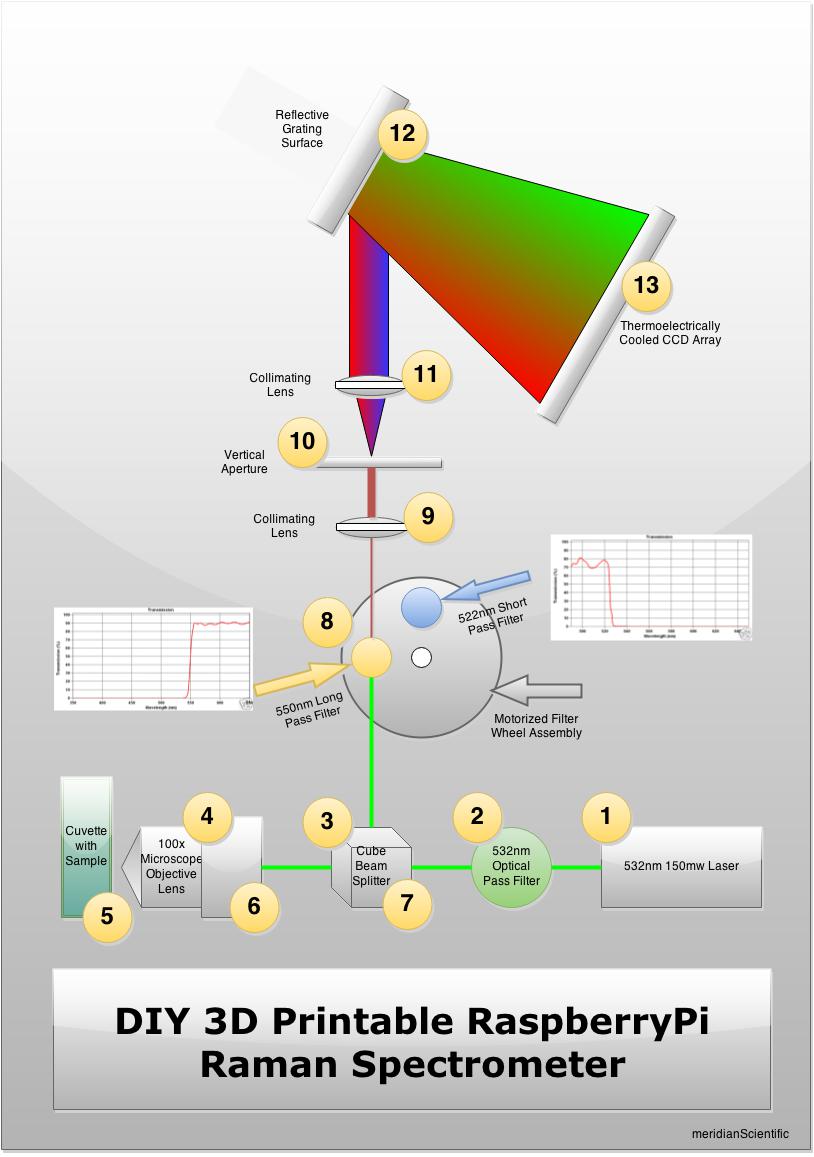 Reflective
Grating
Surface
12
13
Thermoelectrically
Cooled CCD Array
Collimating
Lens
11
10
Vertical
Aperture
Collimating
Lens
9
8
522nm Short
Pass Filter
550nm Long
Pass Filter
Motorized Filter
Wheel Assembly
Transmission
Transmission
Cuvette
with
Sample
5
4
100x
Microscope
Objective
Lens
6
3
Cube
Beam
Splitter
7
2
532nm
Optical
Pass Filter
1
532nm 150mw Laser
DIY 3D Printable RaspberryPi
Raman Spectrometer
meridianScientific